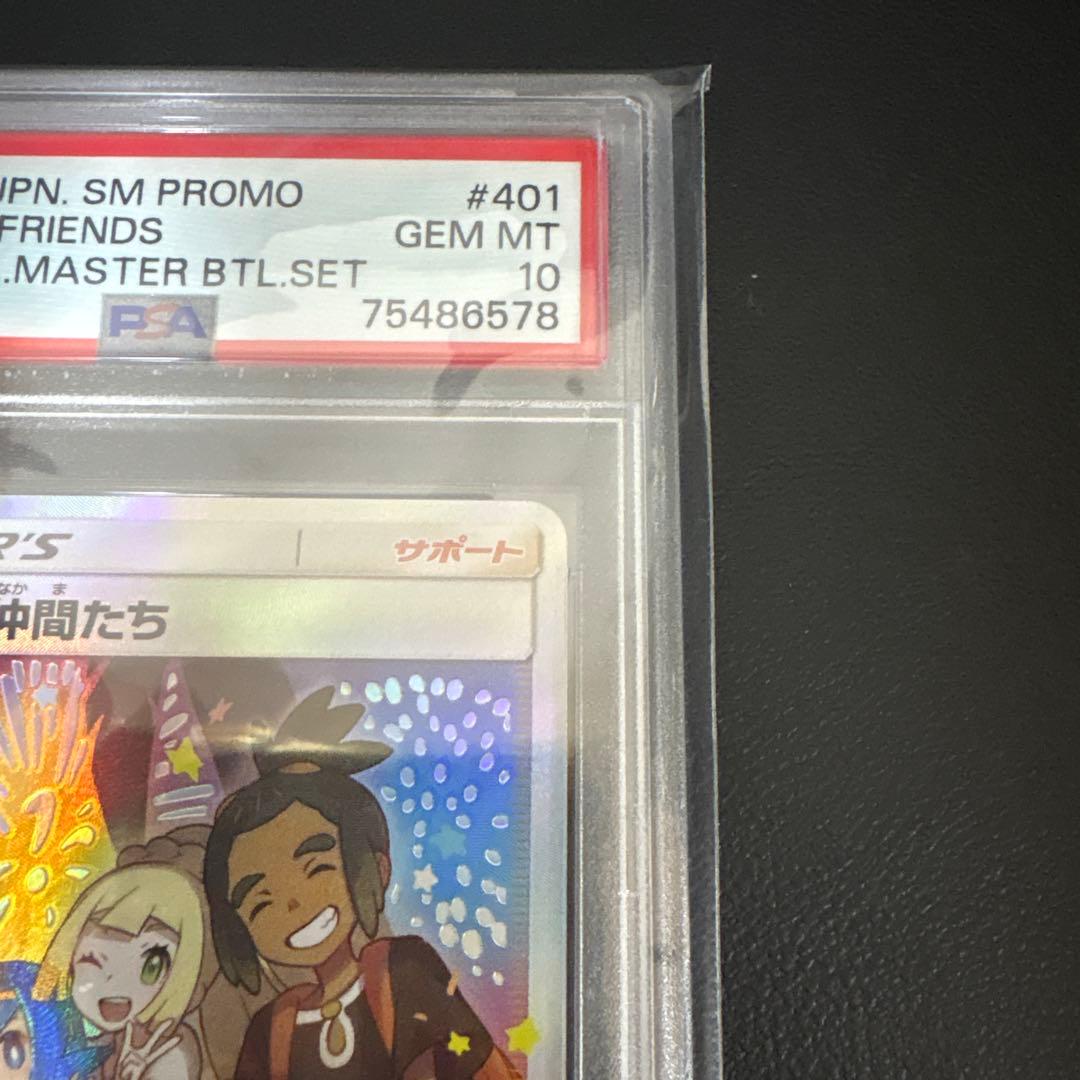 JPN. SM PROMO #401
FRIENDS GEM MT
.MASTER BTL.SET 10
PSA 75486578
R'S サポート
なか ま
仲間たち